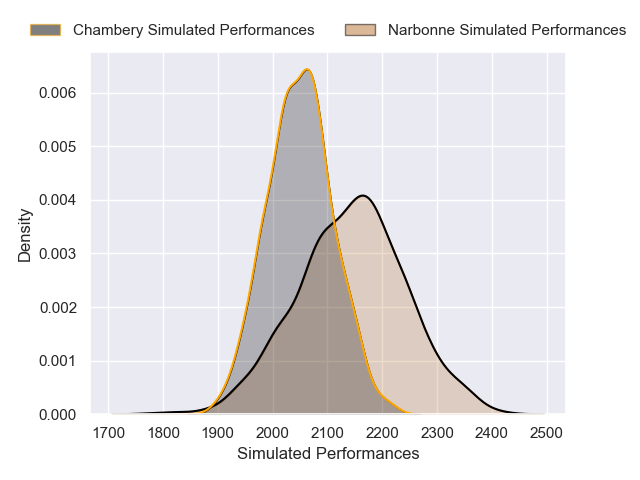 Chambery Simulated Performances Narbonne Simulated Performances
0.006
0.005
0.004
0.003
0.002
0.001
0.000
Density
1700 1800 1900 2000 2100 2200 2300 2400 2500
Simulated Performances